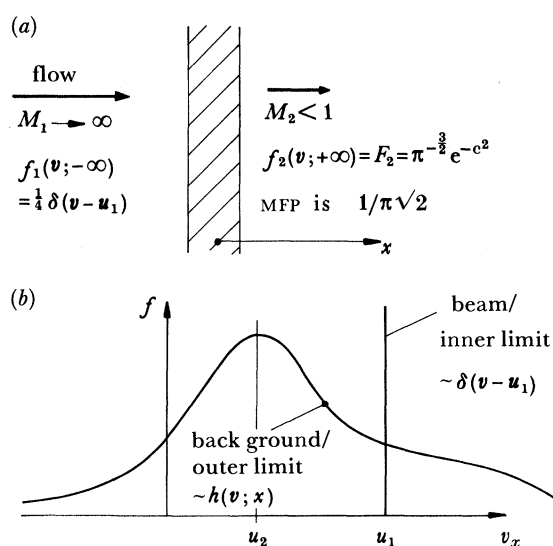 (a)
flow
M₁ → ∞
f₁(v;−∞)
=¼ δ(v−u₁)
M₂<1
f₂(v;+∞)=F₂=π^{−3/2}e^{−c²}
MFP is 1/π√2
x
(b)
f
beam/
inner limit
~δ(v−u₁)
back ground/
outer limit
~h(v;x)
u₂ u₁ vₓ